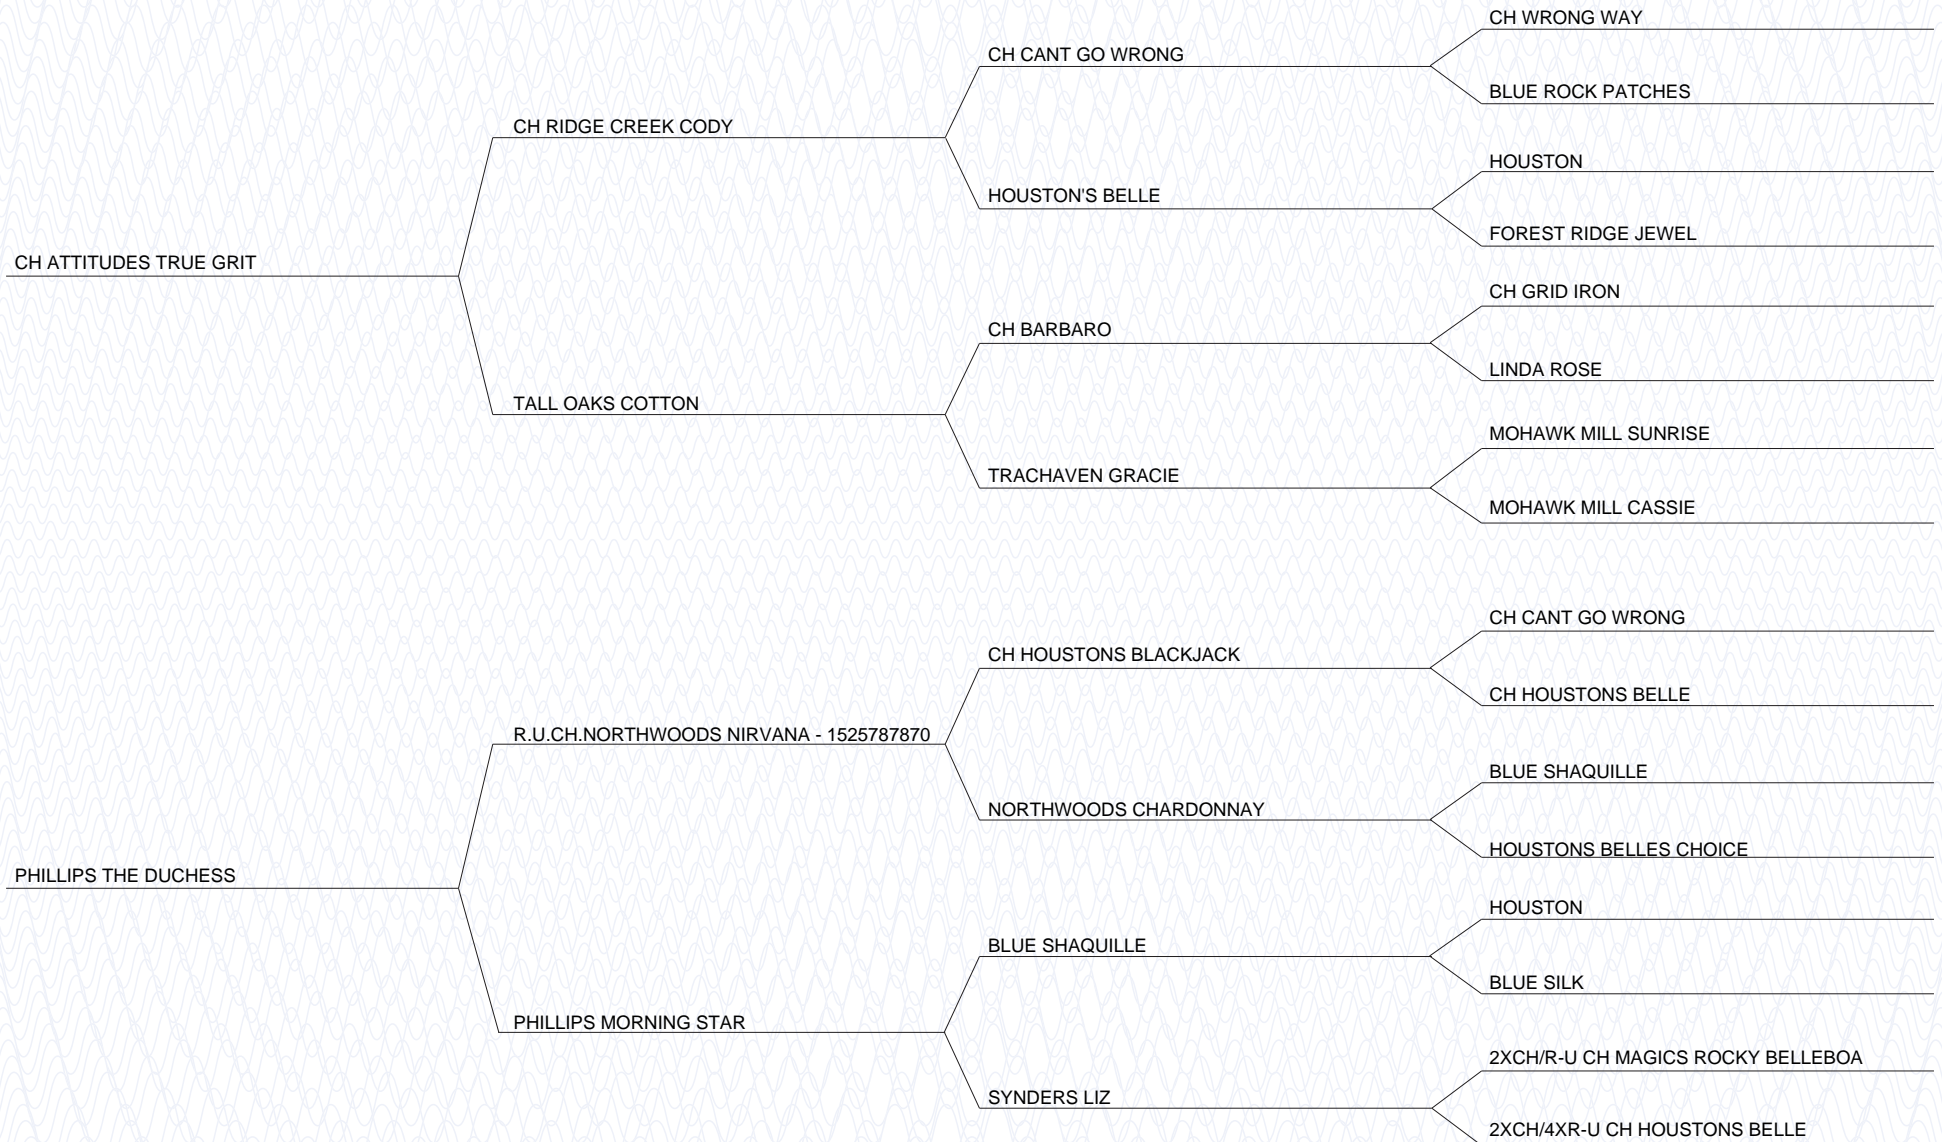 CH WRONG WAY
CH CANT GO WRONG
BLUE ROCK PATCHES
CH RIDGE CREEK CODY
HOUSTON
HOUSTON'S BELLE
FOREST RIDGE JEWEL
CH ATTITUDES TRUE GRIT
CH GRID IRON
CH BARBARO
LINDA ROSE
TALL OAKS COTTON
MOHAWK MILL SUNRISE
TRACHAVEN GRACIE
MOHAWK MILL CASSIE
CH CANT GO WRONG
CH HOUSTONS BLACKJACK
CH HOUSTONS BELLE
R.U.CH.NORTHWOODS NIRVANA - 1525787870
BLUE SHAQUILLE
NORTHWOODS CHARDONNAY
HOUSTONS BELLES CHOICE
PHILLIPS THE DUCHESS
HOUSTON
BLUE SHAQUILLE
BLUE SILK
PHILLIPS MORNING STAR
2XCH/R-U CH MAGICS ROCKY BELLEBOA
SYNDERS LIZ
2XCH/4XR-U CH HOUSTONS BELLE